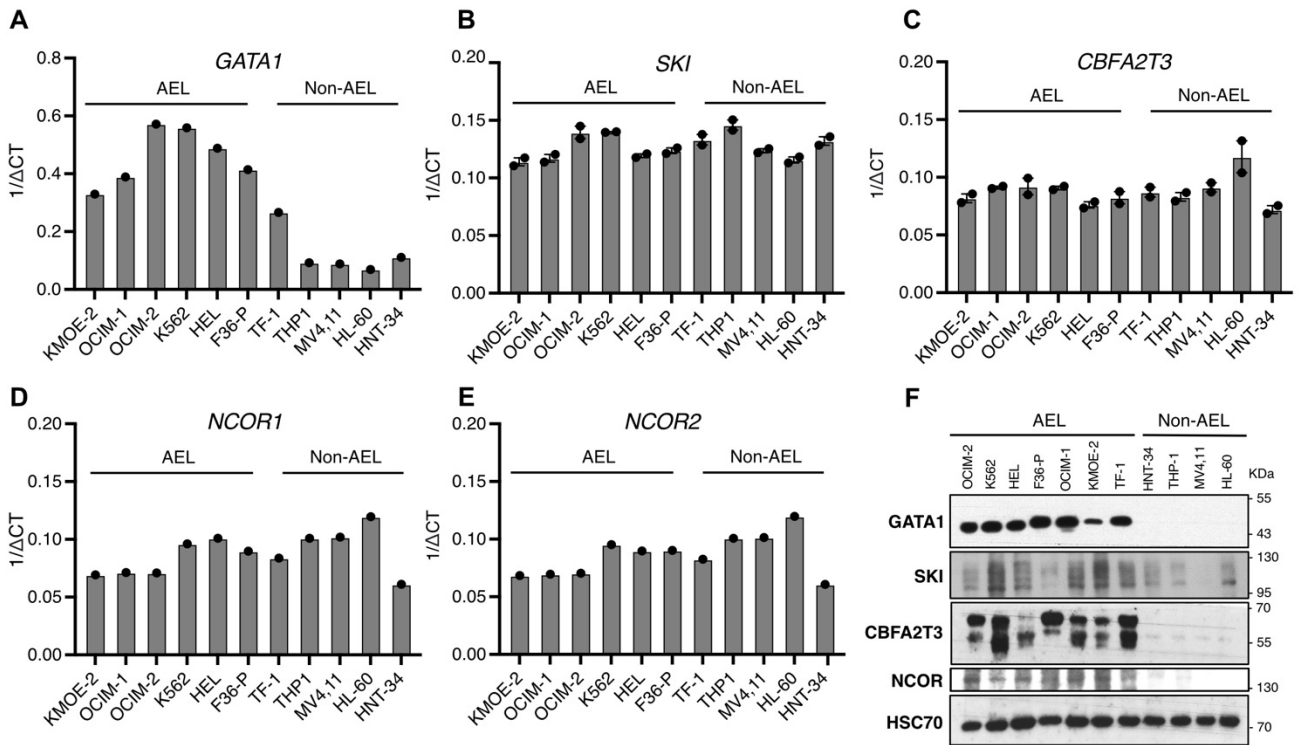 A
GATA1
AEL
Non-AEL
0.8
0.6
0.4
0.2
0.0
1/ΔCT
KMOE-2
OCIM-1
OCIM-2
K562
HEL
F36-P
TF-1
THP1
MV4,11
HL-60
HNT-34
B
SKI
AEL
Non-AEL
0.20
0.15
0.10
0.05
0.00
1/ΔCT
KMOE-2
OCIM-1
OCIM-2
K562
HEL
F36-P
TF-1
THP1
MV4,11
HL-60
HNT-34
C
CBFA2T3
AEL
Non-AEL
0.20
0.15
0.10
0.05
0.00
1/ΔCT
KMOE-2
OCIM-1
OCIM-2
K562
HEL
F36-P
TF-1
THP1
MV4,11
HL-60
HNT-34
D
NCOR1
AEL
Non-AEL
0.20
0.15
0.10
0.05
0.00
1/ΔCT
KMOE-2
OCIM-1
OCIM-2
K562
HEL
F36-P
TF-1
THP1
MV4,11
HL-60
HNT-34
E
NCOR2
AEL
Non-AEL
0.20
0.15
0.10
0.05
0.00
1/ΔCT
KMOE-2
OCIM-1
OCIM-2
K562
HEL
F36-P
TF-1
THP1
MV4,11
HL-60
HNT-34
F
AEL
Non-AEL
OCIM-2
K562
HEL
F36-P
OCIM-1
KMOE-2
TF-1
HNT-34
THP-1
MV4,11
HL-60
KDa
GATA1
55
43
SKI
130
95
CBFA2T3
70
55
NCOR
130
HSC70
70